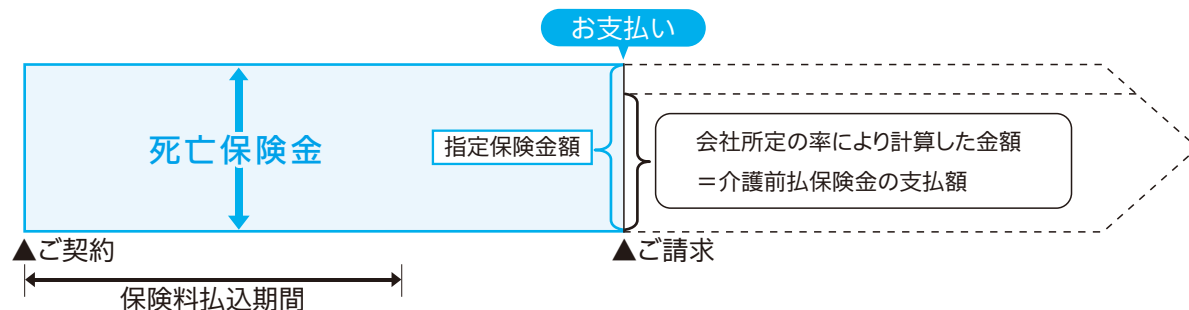 お支払い
死亡保険金
指定保険金額
会社所定の率により計算した金額
＝介護前払保険金の支払額
▲ご契約
▲ご請求
保険料払込期間